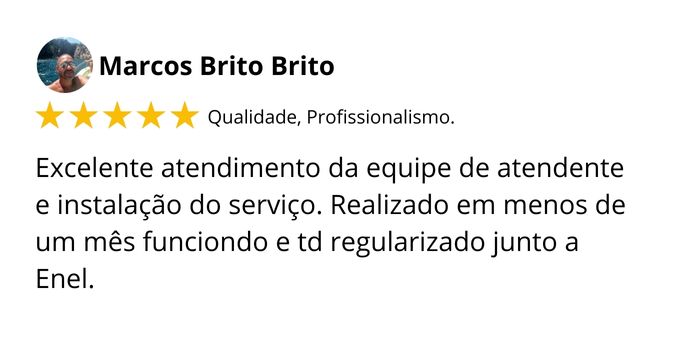 Marcos Brito Brito
Qualidade, Profissionalismo.
Excelente atendimento da equipe de atendente
e instalação do serviço. Realizado em menos de
um mês funciondo e td regularizado junto a
Enel.